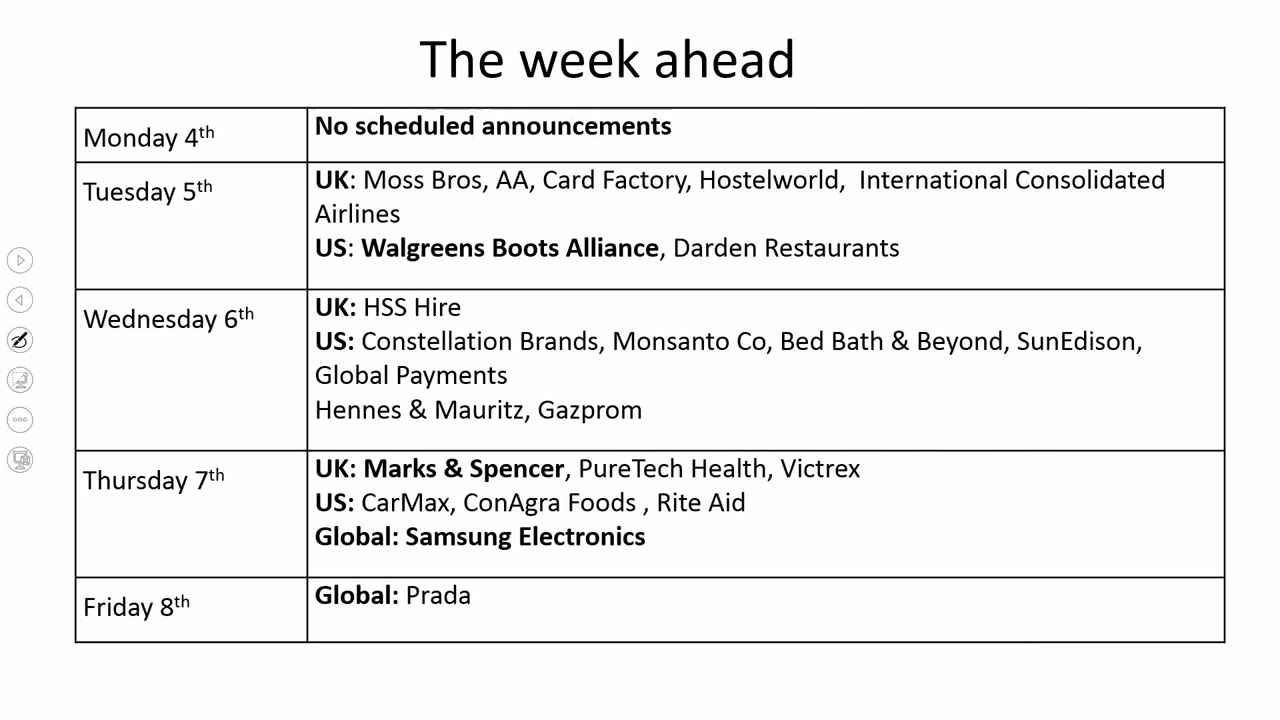 The week ahead
Monday 4th
No scheduled announcements
Tuesday 5th
UK: Moss Bros, AA, Card Factory, Hostelworld,  International Consolidated
Airlines
US: Walgreens Boots Alliance, Darden Restaurants
Wednesday 6th
UK: HSS Hire
US: Constellation Brands, Monsanto Co, Bed Bath & Beyond, SunEdison,
Global Payments
Hennes & Mauritz, Gazprom
Thursday 7th
UK: Marks & Spencer, PureTech Health, Victrex
US: CarMax, ConAgra Foods , Rite Aid
Global: Samsung Electronics
Friday 8th
Global: Prada